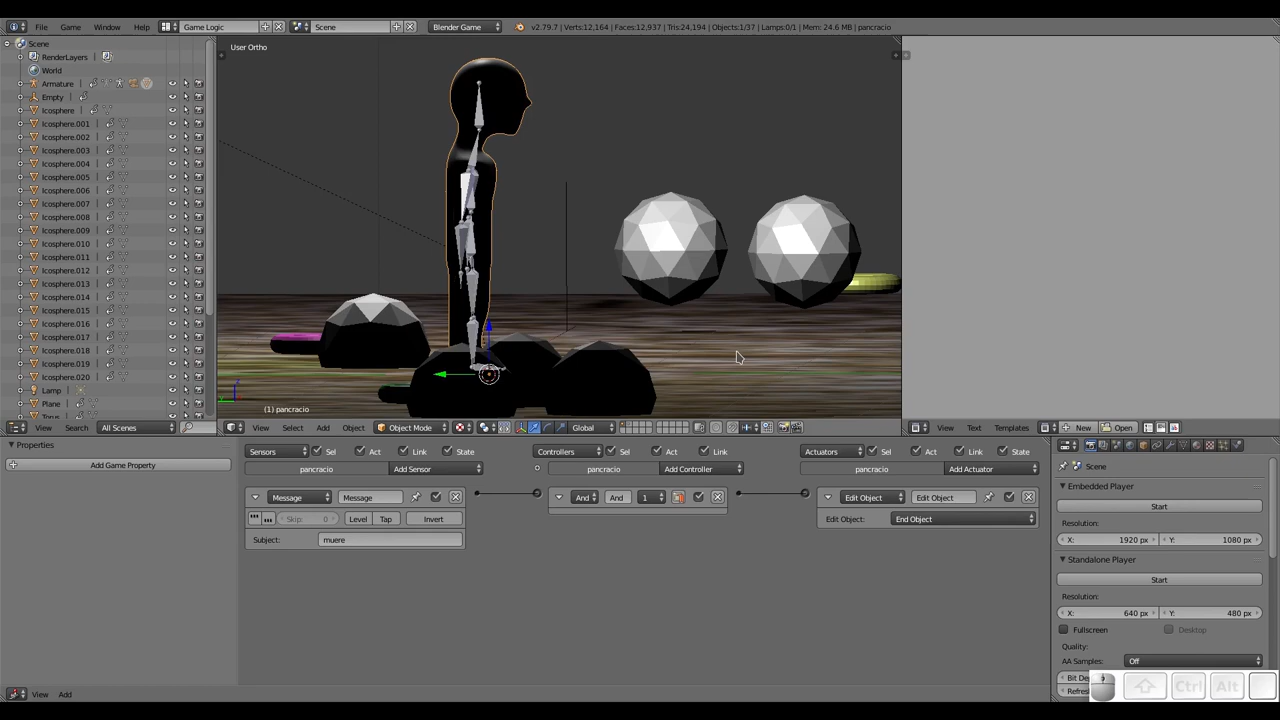 File Game Window Help Game Logic Scene Blender Game v2.79.7 | Verts:12,164 | Faces:12,937 | Tris:24,194 | Objects:1/37 | Lamps:0/1 | Mem: 24.6 MB | pancracio
Scene
RenderLayers
World
Armature
Empty
Icosphere
Icosphere.001
Icosphere.002
Icosphere.003
Icosphere.004
Icosphere.005
Icosphere.006
Icosphere.007
Icosphere.008
Icosphere.009
Icosphere.010
Icosphere.011
Icosphere.012
Icosphere.013
Icosphere.014
Icosphere.015
Icosphere.016
Icosphere.017
Icosphere.018
Icosphere.019
Icosphere.020
Lamp
Plane
Torus
View Search All Scenes
User Ortho
(1) pancracio
View Select Add Object Object Mode Global
View Text Templates New Open
Properties
Add Game Property
Sensors Sel Act Link State
pancracio Add Sensor
Message Message
Skip: 0 Level Tap Invert
Subject: muere
Controllers Sel Act Link
pancracio Add Controller
And And 1
Actuators Sel Act Link State
pancracio Add Actuator
Edit Object Edit Object
Edit Object: End Object
Scene
Embedded Player
Start
Resolution:
X: 1920 px Y: 1080 px
Standalone Player
Start
Resolution:
X: 640 px Y: 480 px
Fullscreen Desktop
Quality:
AA Samples: Off
Bit
Refres
Ctrl Alt
View Add